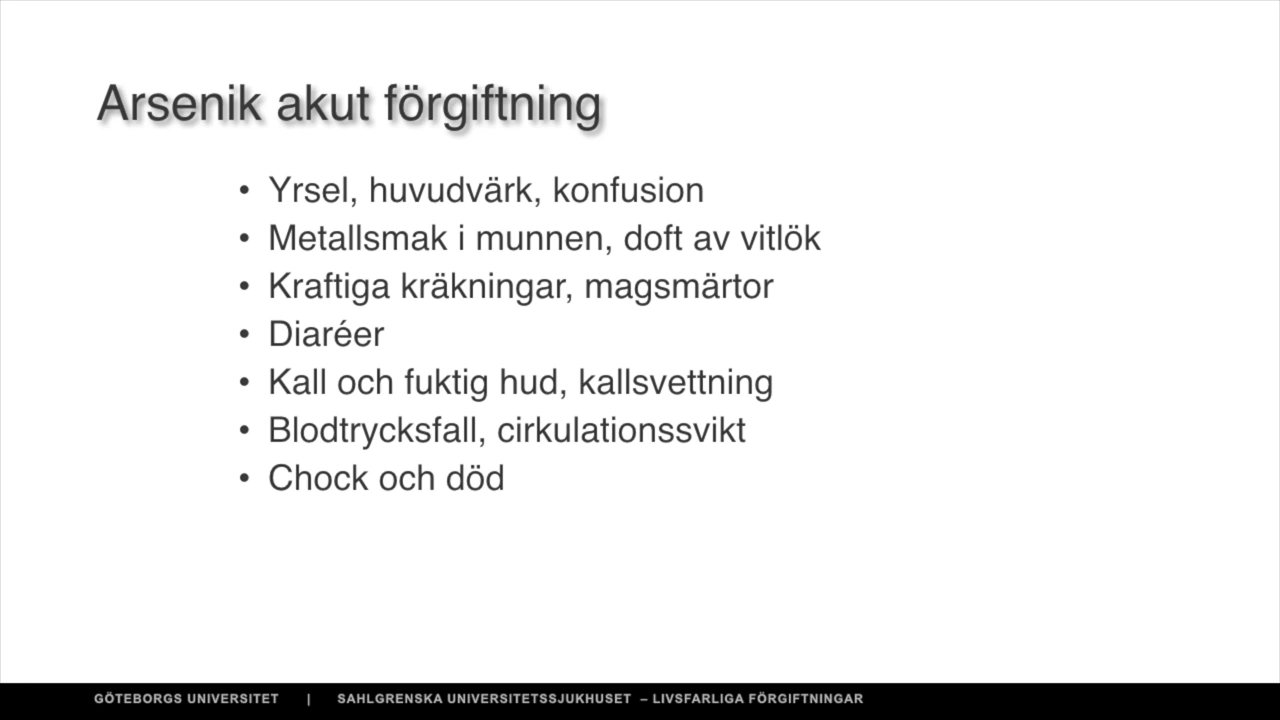 Arsenik akut förgiftning
• Yrsel, huvudvärk, konfusion
• Metallsmak i munnen, doft av vitlök
• Kraftiga kräkningar, magsmärtor
• Diaréer
• Kall och fuktig hud, kallsvettning
• Blodtrycksfall, cirkulationssvikt
• Chock och död
GÖTEBORGS UNIVERSITET | SAHLGRENSKA UNIVERSITETSSJUKHUSET – LIVSFARLIGA FÖRGIFTNINGAR